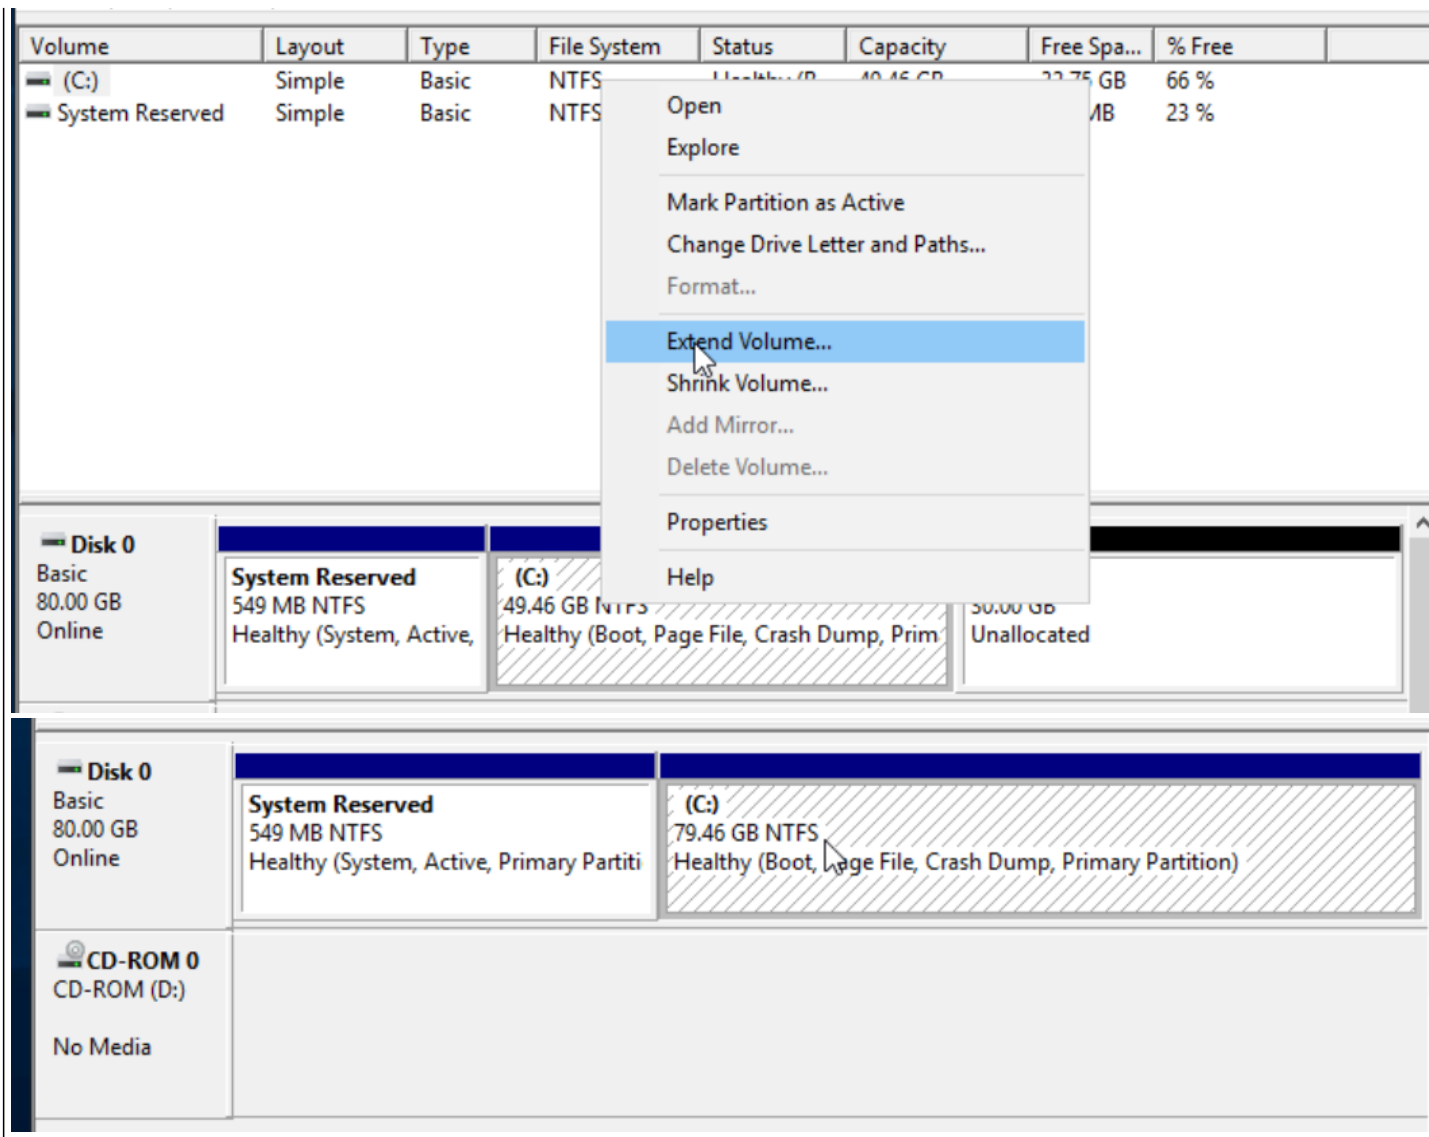 Volume Layout Type File System Status Capacity Free Spa... % Free
(C:) Simple Basic NTFS 66 %
System Reserved Simple Basic NTFS 23 %
Open
Explore
Mark Partition as Active
Change Drive Letter and Paths...
Format...
Extend Volume...
Shrink Volume...
Add Mirror...
Delete Volume...
Properties
Help
Disk 0
Basic
80.00 GB
Online
System Reserved
549 MB NTFS
Healthy (System, Active,
(C:)
49.46 GB NTFS
Healthy (Boot, Page File, Crash Dump, Prim
30.00 GB
Unallocated
Disk 0
Basic
80.00 GB
Online
System Reserved
549 MB NTFS
Healthy (System, Active, Primary Partiti
(C:)
79.46 GB NTFS
Healthy (Boot, Page File, Crash Dump, Primary Partition)
CD-ROM 0
CD-ROM (D:)
No Media